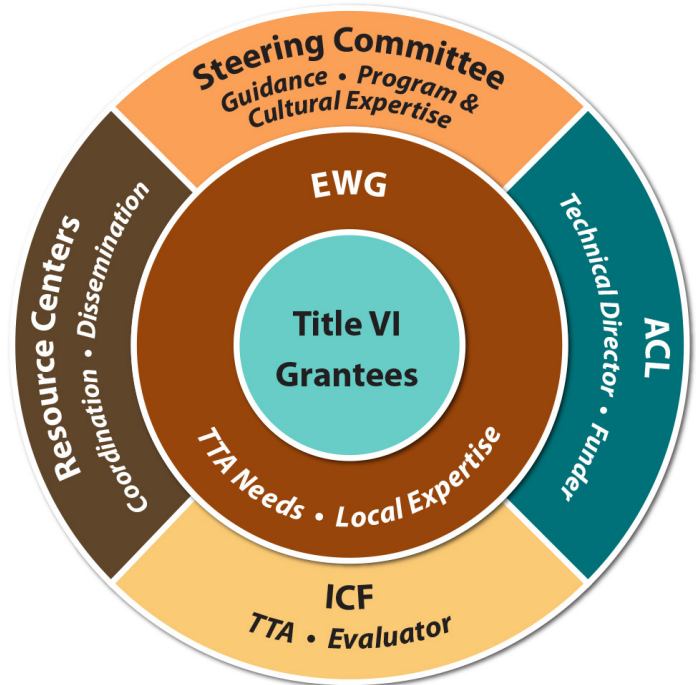 Steering Committee
Guidance • Program &
Cultural Expertise
Resource Centers
Coordination • Dissemination
EWG
Title VI
Grantees
TTA Needs • Local Expertise
ACL
Technical Director • Funder
ICF
TTA • Evaluator